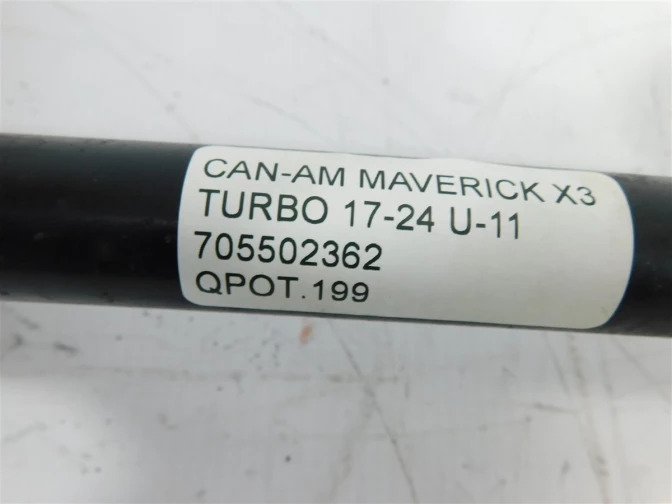 CAN-AM MAVERICK X3
TURBO 17-24 U-11
705502362
QPOT.199